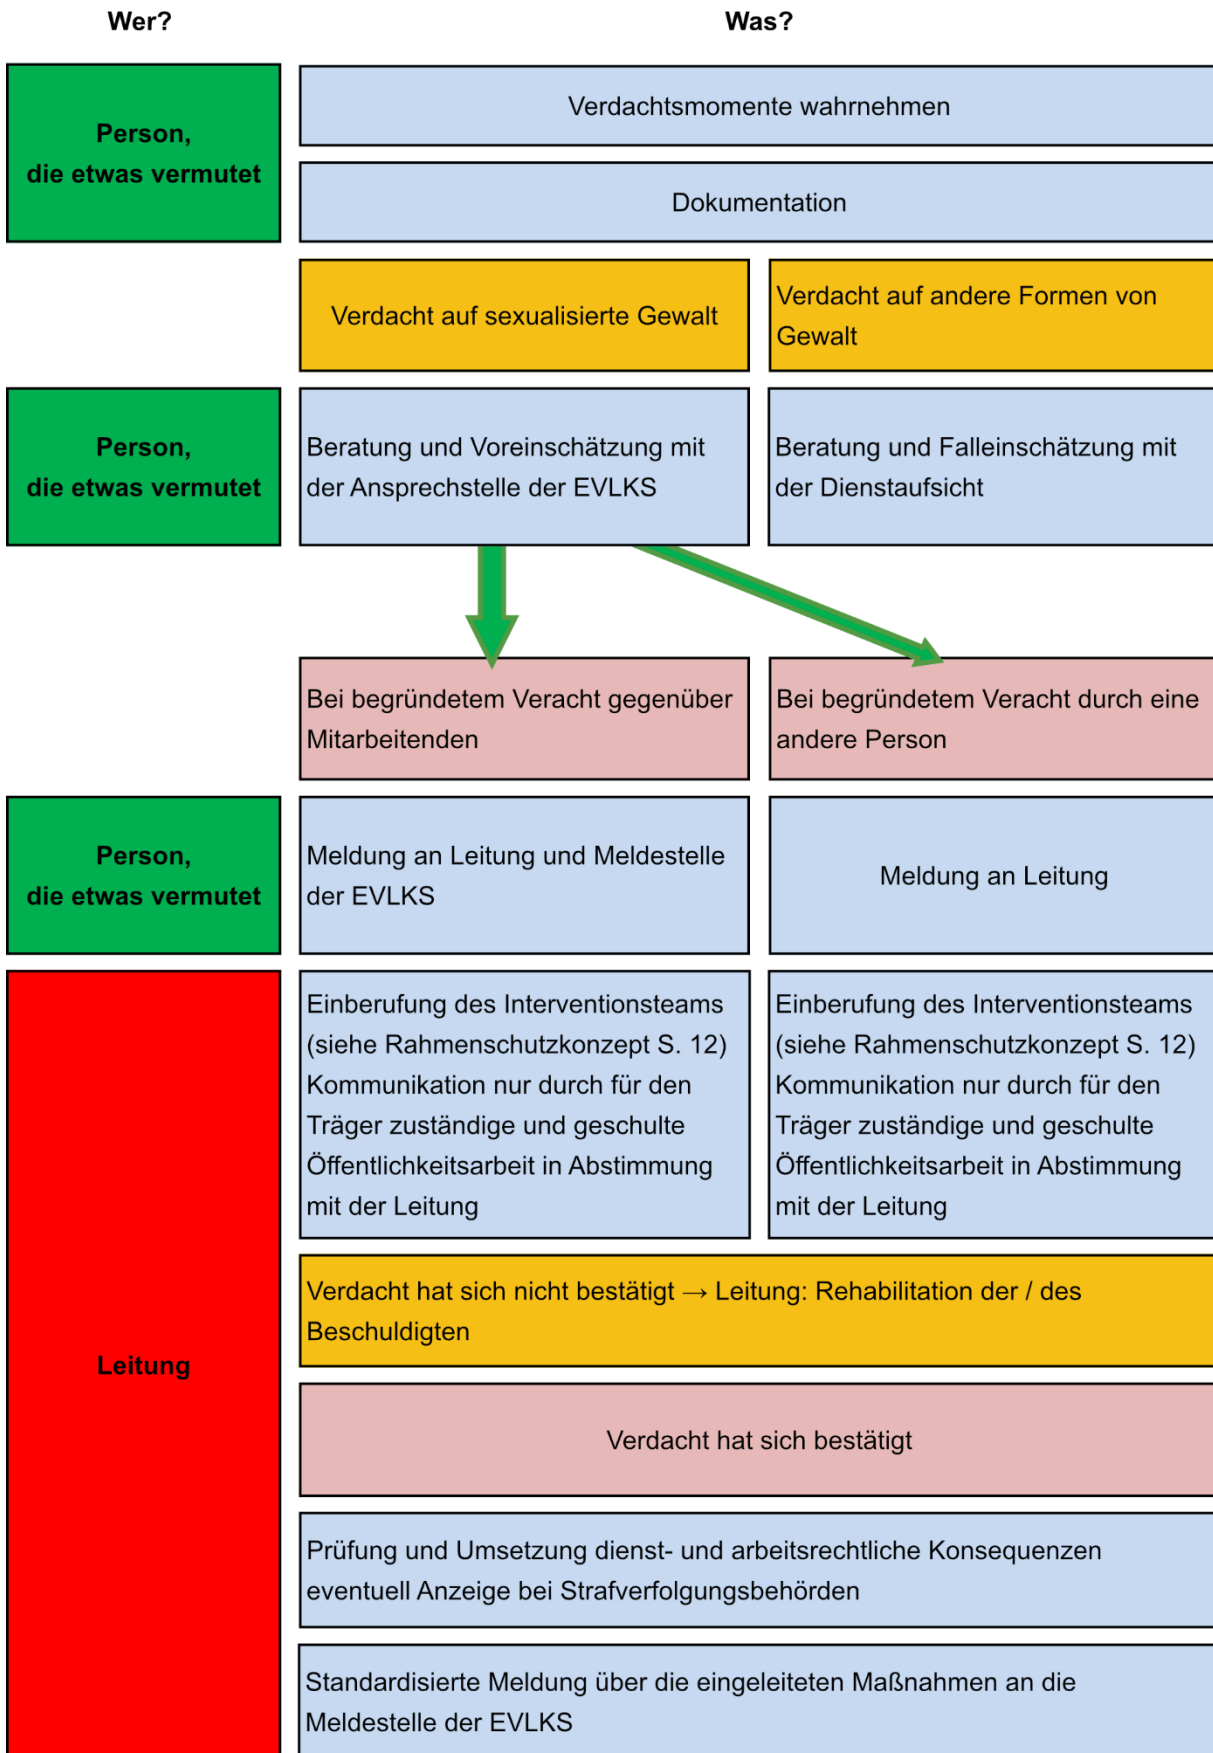 Wer?
Was?
Person,
die etwas vermutet
Verdachtsmomente wahrnehmen
Dokumentation
Verdacht auf sexualisierte Gewalt
Verdacht auf andere Formen von
Gewalt
Person,
die etwas vermutet
Beratung und Voreinschätzung mit
der Ansprechstelle der EVLKS
Beratung und Falleinschätzung mit
der Dienstaufsicht
Bei begründetem Veracht gegenüber
Mitarbeitenden
Bei begründetem Veracht durch eine
andere Person
Person,
die etwas vermutet
Meldung an Leitung und Meldestelle
der EVLKS
Meldung an Leitung
Leitung
Einberufung des Interventionsteams
(siehe Rahmenschutzkonzept S. 12)
Kommunikation nur durch für den
Träger zuständige und geschulte
Öffentlichkeitsarbeit in Abstimmung
mit der Leitung
Einberufung des Interventionsteams
(siehe Rahmenschutzkonzept S. 12)
Kommunikation nur durch für den
Träger zuständige und geschulte
Öffentlichkeitsarbeit in Abstimmung
mit der Leitung
Verdacht hat sich nicht bestätigt → Leitung: Rehabilitation der / des
Beschuldigten
Verdacht hat sich bestätigt
Prüfung und Umsetzung dienst- und arbeitsrechtliche Konsequenzen
eventuell Anzeige bei Strafverfolgungsbehörden
Standardisierte Meldung über die eingeleiteten Maßnahmen an die
Meldestelle der EVLKS